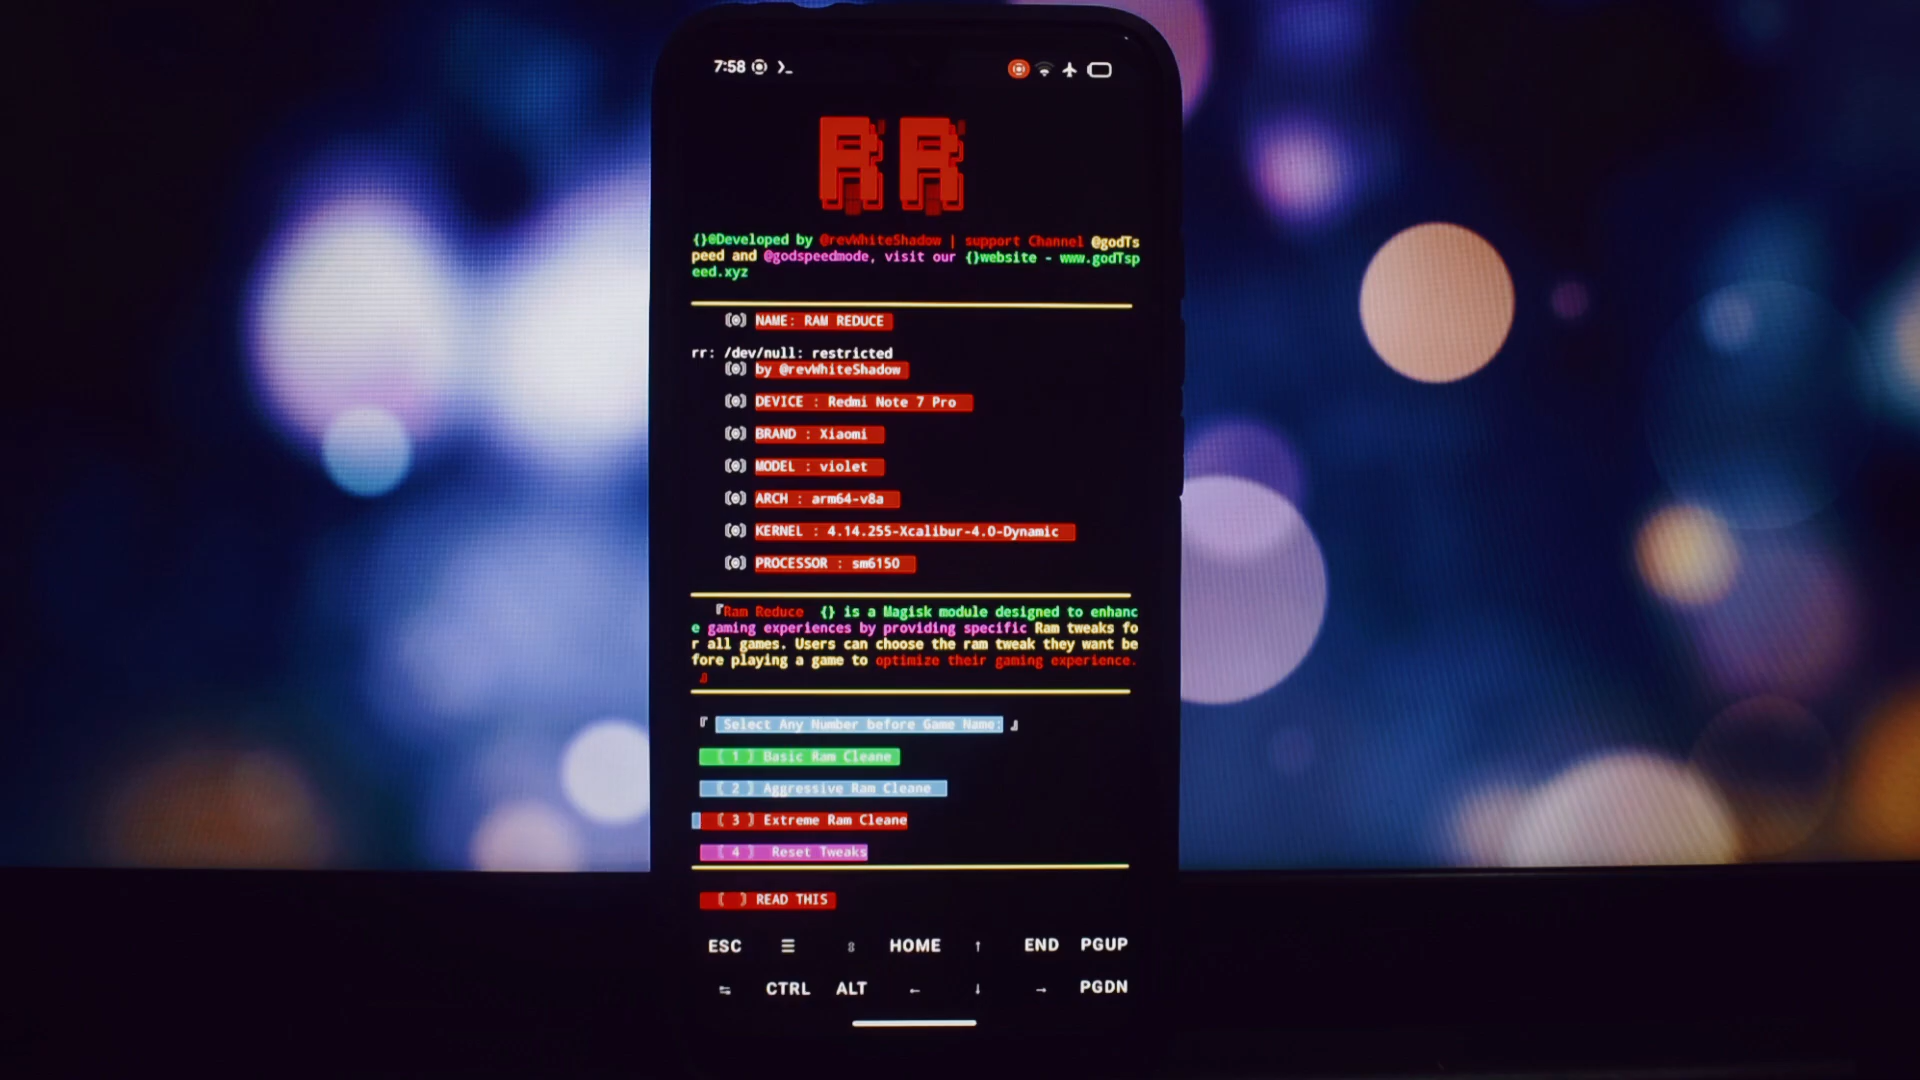 7:58
RR
{}©Developed by @revWhiteShadow | support Channel @godTs
peed and @godspeedmode, visit our {}website - www.godTsp
eed.xyz
NAME: RAM REDUCE
rr: /dev/null: restricted
by @revWhiteShadow
DEVICE : Redmi Note 7 Pro
BRAND : Xiaomi
MODEL : violet
ARCH : arm64-v8a
KERNEL : 4.14.255-Xcalibur-4.0-Dynamic
PROCESSOR : sm6150
『Ram Reduce {} is a Magisk module designed to enhanc
e gaming experiences by providing specific Ram tweaks fo
r all games. Users can choose the ram tweak they want be
fore playing a game to optimize their gaming experience.
』
『 Select Any Number before Game Name: 』
[ 1 ] Basic Ram Cleane
[ 2 ] Aggressive Ram Cleane
[ 3 ] Extreme Ram Cleane
[ 4 ] Reset Tweaks
[ ] READ THIS
ESC ☰ ⇳ HOME ↑ END PGUP
⇆ CTRL ALT ← ↓ → PGDN